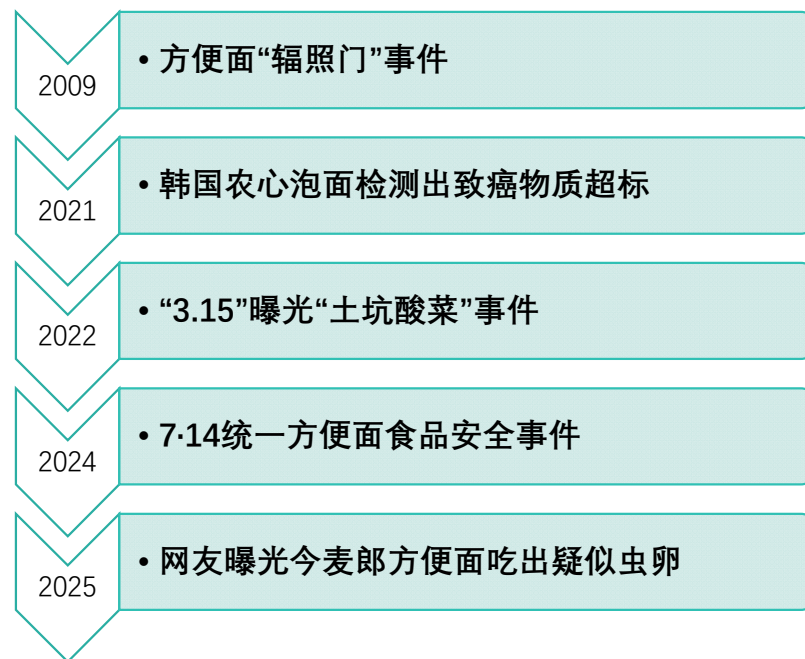 2009
• 方便面“辐照门”事件
2021
• 韩国农心泡面检测出致癌物质超标
2022
• “3.15”曝光“土坑酸菜”事件
2024
• 7·14统一方便面食品安全事件
2025
• 网友曝光今麦郎方便面吃出疑似虫卵